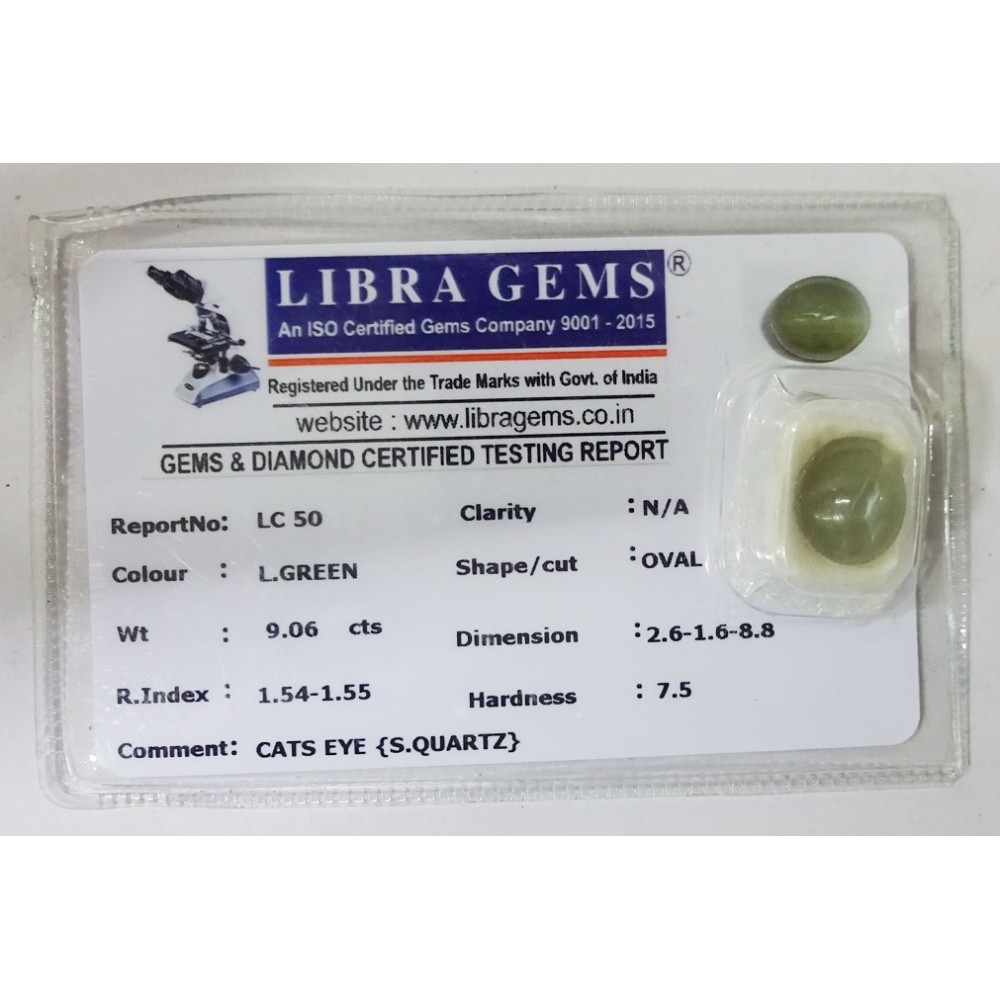 LIBRA GEMS ®
An ISO Certified Gems Company 9001 - 2015
Registered Under the Trade Marks with Govt. of India
website : www.libragems.co.in
GEMS & DIAMOND CERTIFIED TESTING REPORT
ReportNo: LC 50 Clarity : N/A
Colour : L.GREEN Shape/cut : OVAL
Wt : 9.06 cts Dimension : 2.6-1.6-8.8
R.Index : 1.54-1.55 Hardness : 7.5
Comment: CATS EYE {S.QUARTZ}